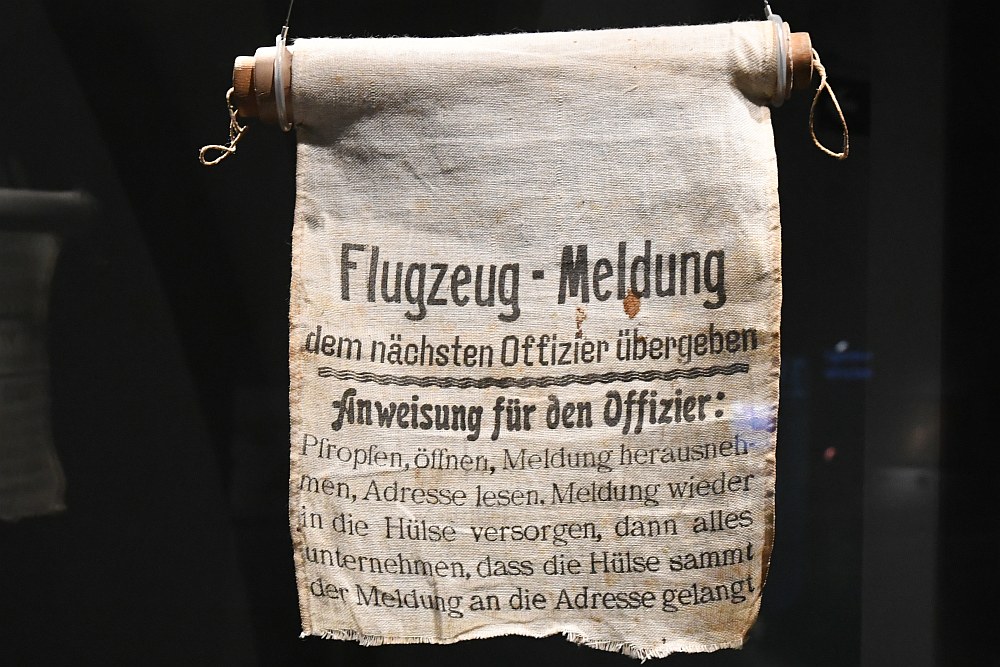 Flugzeug - Meldung
dem nächsten Offizier übergeben
Anweisung für den Offizier:
Pfropfen, öffnen, Meldung herausneh-
men, Adresse lesen. Meldung wieder
in die Hülse versorgen, dann alles
unternehmen, dass die Hülse sammt
der Meldung an die Adresse gelangt